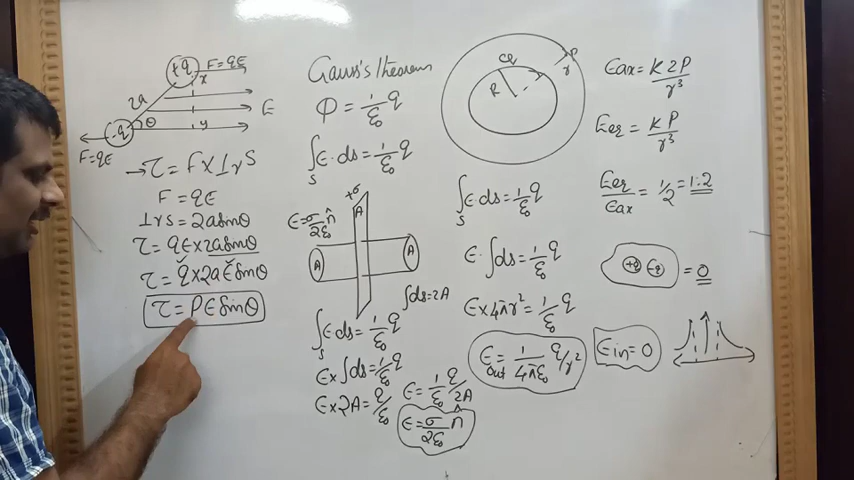 +q F=qE
x
2a
E
-q θ y
F=qE
→ τ = F X ⊥r S
F = qE
⊥r S = 2a sinθ
τ = qE x 2a sinθ
τ = q x 2a E sinθ
τ = P E sinθ
Gauss's theorem
Φ = 1/ε₀ q
∫S E · ds = 1/ε₀ q
+σ
A
E = σ/2ε₀ n̂
A A
∫ds = 2A
∫S E ds = 1/ε₀ q
E x ∫ds = 1/ε₀ q
E x 2A = q/ε₀
E = 1/ε₀ q/2A
E = σ/2ε₀ n̂
R
P
r
∫S E ds = 1/ε₀ q
E · ∫ds = 1/ε₀ q
E x 4πr² = 1/ε₀ q
E out = 1/4πε₀ q/r²
Eax = K 2P/r³
Eeq = K P/r³
Eeq/Eax = 1/2 = 1:2
+q = 0
Ein = 0